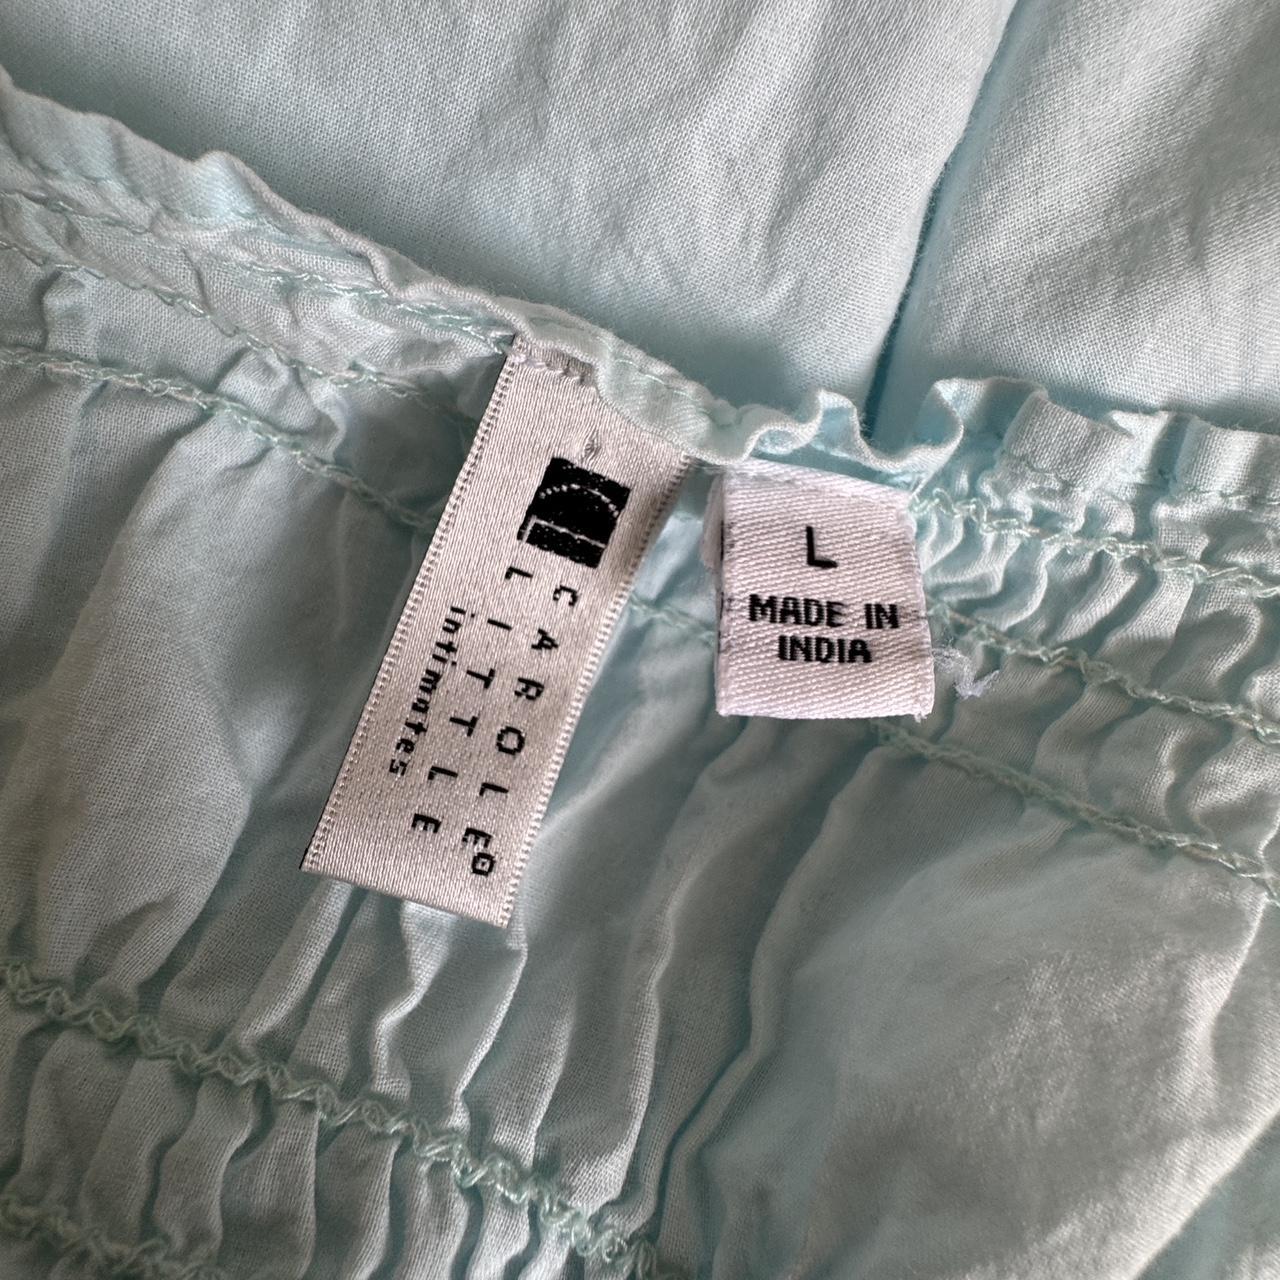 CAROLE®
LITTLE
intimates
L
MADE IN
INDIA